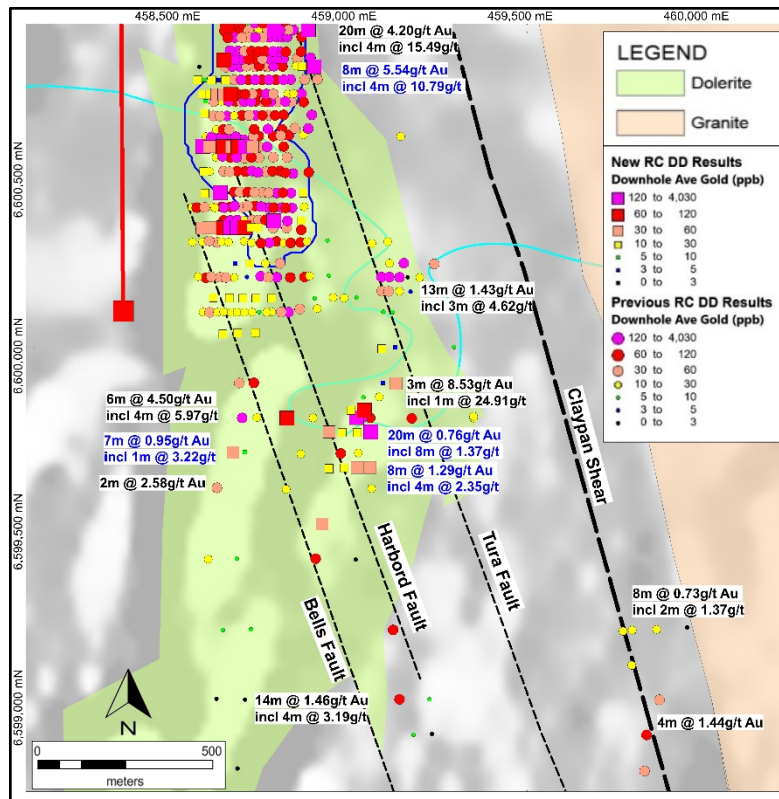 458,500 mE
459,000 mE
459,500 mE
460,000 mE
20m @ 4.20g/t Au
incl 4m @ 15.49g/t
8m @ 5.54g/t Au
incl 4m @ 10.79g/t
LEGEND
Dolerite
Granite
New RC DD Results
Downhole Ave Gold (ppb)
120 to 4,030
60 to 120
30 to 60
10 to 30
5 to 10
3 to 5
0 to 3
Previous RC DD Results
Downhole Ave Gold (ppb)
120 to 4,030
60 to 120
30 to 60
10 to 30
5 to 10
3 to 5
0 to 3
6,600,500 mN
6,600,000 mN
6,599,500 mN
6,599,000 mN
13m @ 1.43g/t Au
incl 3m @ 4.62g/t
3m @ 8.53g/t Au
incl 1m @ 24.91g/t
6m @ 4.50g/t Au
incl 4m @ 5.97g/t
7m @ 0.95g/t Au
incl 1m @ 3.22g/t
20m @ 0.76g/t Au
incl 8m @ 1.37g/t
8m @ 1.29g/t Au
incl 4m @ 2.35g/t
2m @ 2.58g/t Au
Claypan Shear
Tura Fault
Harbord Fault
Bells Fault
8m @ 0.73g/t Au
incl 2m @ 1.37g/t
14m @ 1.46g/t Au
incl 4m @ 3.19g/t
4m @ 1.44g/t Au
N
0
500
meters